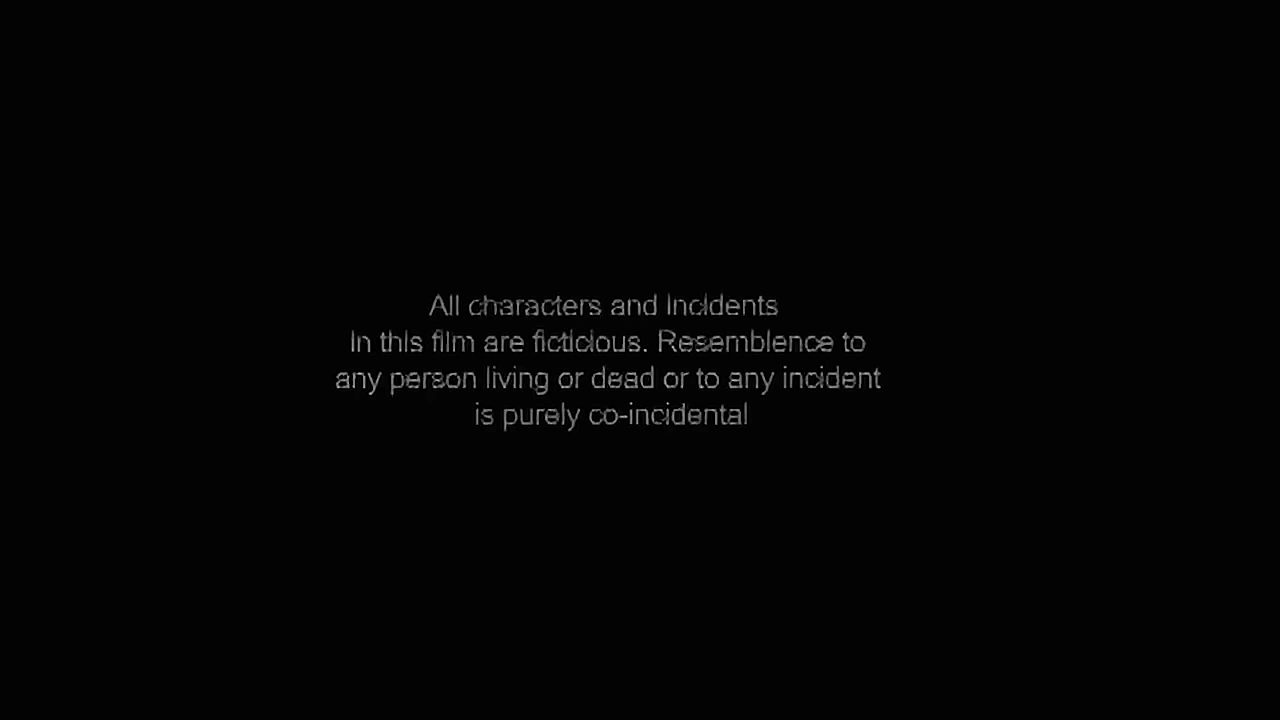 All characters and incidents
in this film are ficticious. Resemblence to
any person living or dead or to any incident
is purely co-incidental